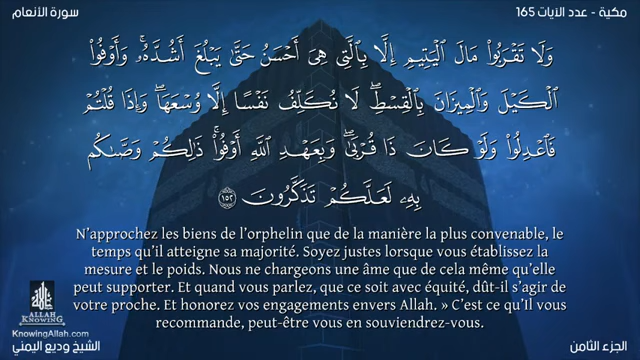 سورة الأنعام
مكية - عدد الآيات 165
وَلَا تَقْرَبُوا۟ مَالَ ٱلْيَتِيمِ إِلَّا بِٱلَّتِى هِىَ أَحْسَنُ حَتَّىٰ يَبْلُغَ أَشُدَّهُۥ ۖ وَأَوْفُوا۟
ٱلْكَيْلَ وَٱلْمِيزَانَ بِٱلْقِسْطِ ۖ لَا نُكَلِّفُ نَفْسًا إِلَّا وُسْعَهَا ۖ وَإِذَا قُلْتُمْ
فَٱعْدِلُوا۟ وَلَوْ كَانَ ذَا قُرْبَىٰ ۖ وَبِعَهْدِ ٱللَّهِ أَوْفُوا۟ ۚ ذَٰلِكُمْ وَصَّىٰكُم
بِهِۦ لَعَلَّكُمْ تَذَكَّرُونَ ١٥٢
N’approchez les biens de l’orphelin que de la manière la plus convenable, le
temps qu’il atteigne sa majorité. Soyez justes lorsque vous établissez la
mesure et le poids. Nous ne chargeons une âme que de cela même qu’elle
peut supporter. Et quand vous parlez, que ce soit avec équité, dût-il s’agir de
votre proche. Et honorez vos engagements envers Allah. » C’est ce qu’Il vous
recommande, peut-être vous en souviendrez-vous.
ALLAH
KNOWING
KnowingAllah.com
الشيخ وديع اليمني
الجزء الثامن